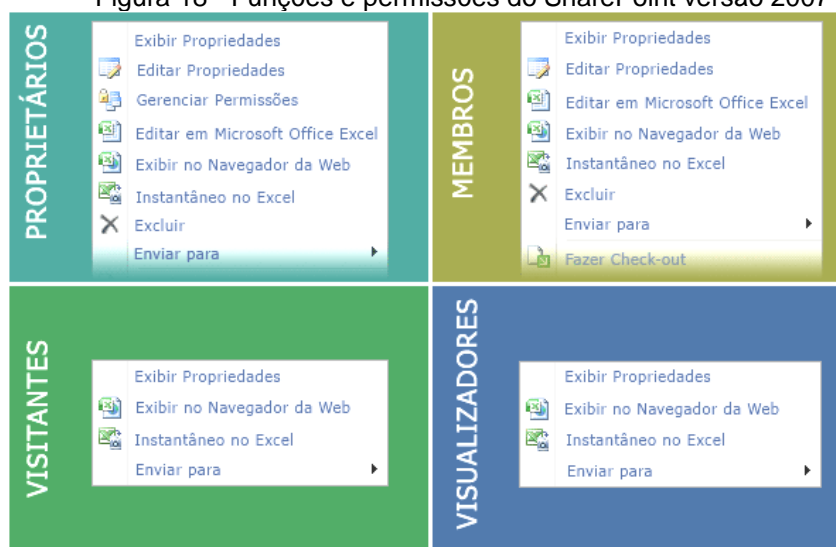 Figura 18 - Funções e permissões do SharePoint versão 2007
PROPRIETÁRIOS
Exibir Propriedades
Editar Propriedades
Gerenciar Permissões
Editar em Microsoft Office Excel
Exibir no Navegador da Web
Instantâneo no Excel
Excluir
Enviar para
MEMBROS
Exibir Propriedades
Editar Propriedades
Editar em Microsoft Office Excel
Exibir no Navegador da Web
Instantâneo no Excel
Excluir
Enviar para
Fazer Check-out
VISITANTES
Exibir Propriedades
Exibir no Navegador da Web
Instantâneo no Excel
Enviar para
VISUALIZADORES
Exibir Propriedades
Exibir no Navegador da Web
Instantâneo no Excel
Enviar para